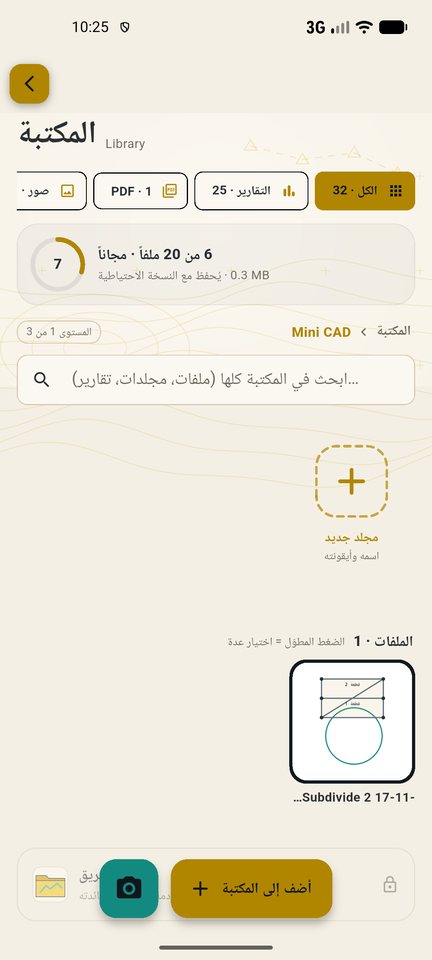 10:25
3G
المكتبة Library
الكل · 32
التقارير · 25
PDF · 1
صور ·
6 من 20 ملفاً · مجاناً
7
0.3 MB · يُحفظ مع النسخة الاحتياطية
المكتبة › Mini CAD
المستوى 1 من 3
ابحث في المكتبة كلها (ملفات، مجلدات، تقارير)...
مجلد جديد
اسمه وأيقونته
الملفات · 1 الضغط المطوّل = اختيار عدة
...Subdivide 2 17-11-
أضف إلى المكتبة